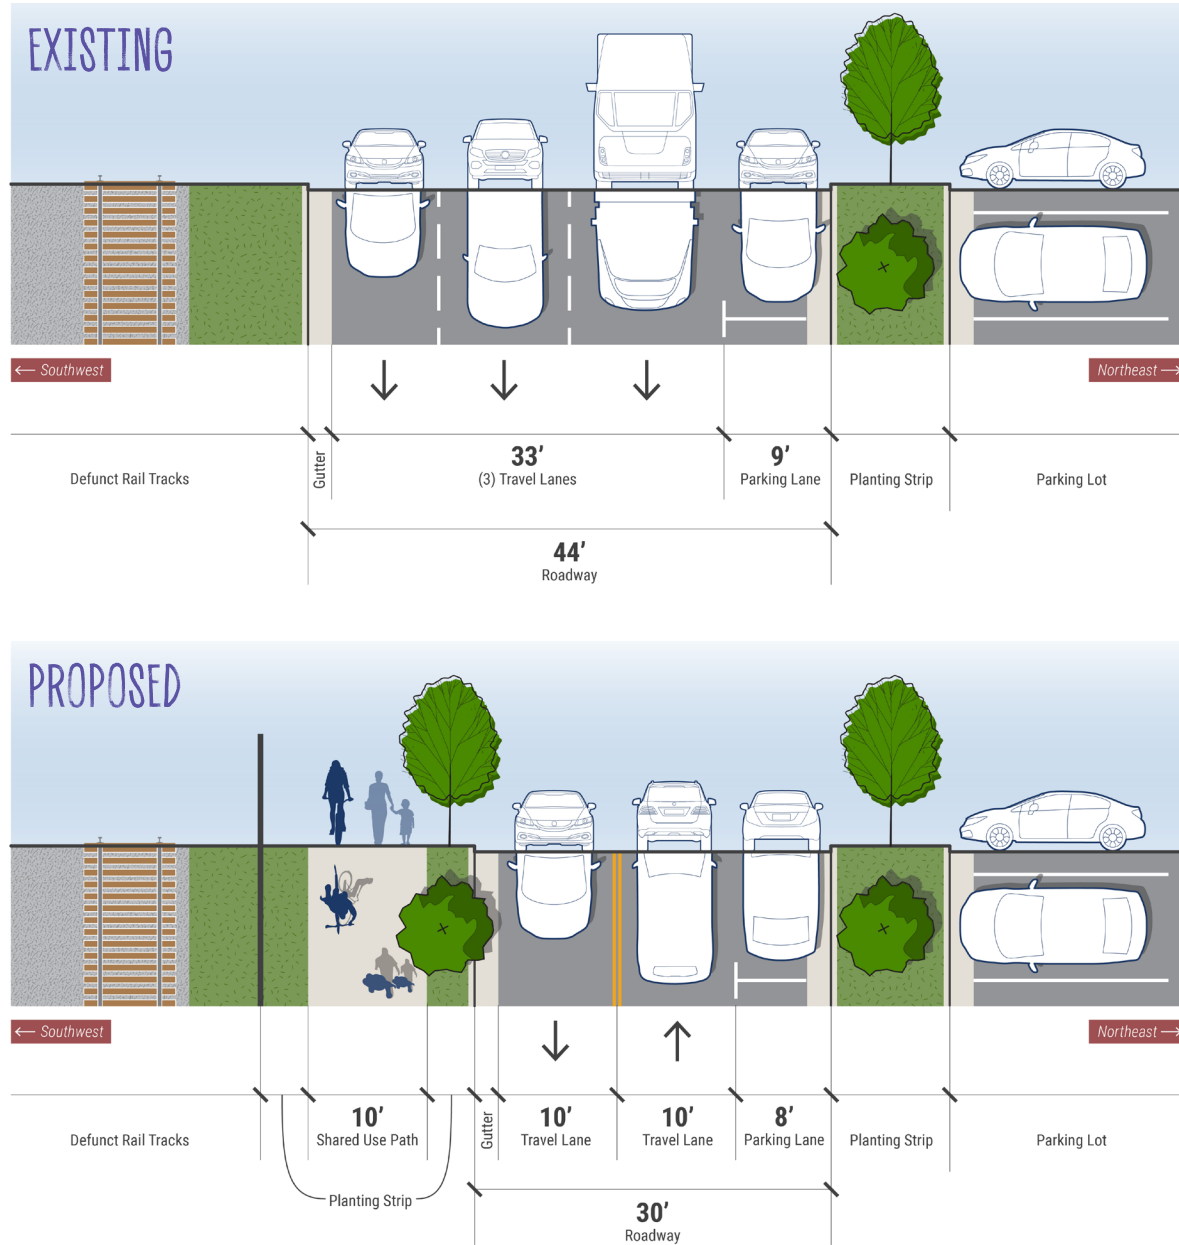 EXISTING
← Southwest
Northeast →
Defunct Rail Tracks
Gutter
33’
(3) Travel Lanes
9’
Parking Lane
Planting Strip
Parking Lot
44’
Roadway
PROPOSED
← Southwest
Northeast →
Defunct Rail Tracks
10’
Shared Use Path
Gutter
10’
Travel Lane
10’
Travel Lane
8’
Parking Lane
Planting Strip
Parking Lot
Planting Strip
30’
Roadway